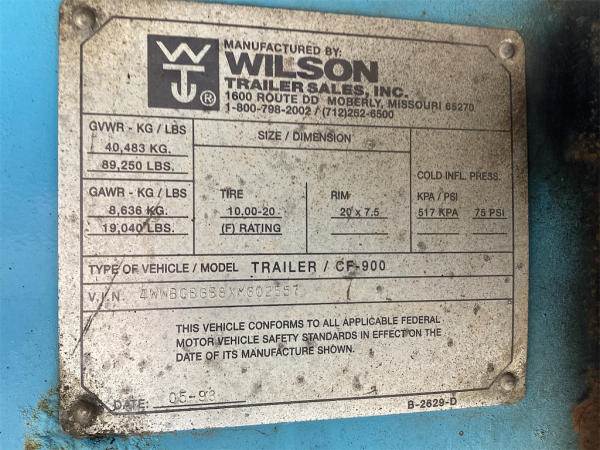 MANUFACTURED BY:
WILSON
TRAILER SALES, INC.
1600 ROUTE DD MOBERLY, MISSOURI 65270
1-800-798-2002 / (712)252-6500
WT ®
GVWR - KG / LBS
40,483 KG.
89,250 LBS.
GAWR - KG / LBS
8,636 KG.
19,040 LBS.
SIZE / DIMENSION
TIRE
10.00-20
(F) RATING
RIM
20 x 7.5
COLD INFL. PRESS.
KPA / PSI
517 KPA 75 PSI
TYPE OF VEHICLE / MODEL TRAILER / CF-900
V.I.N.
THIS VEHICLE CONFORMS TO ALL APPLICABLE FEDERAL
MOTOR VEHICLE SAFETY STANDARDS IN EFFECT ON THE
DATE OF ITS MANUFACTURE SHOWN.
DATE: 05-93
B-2629-D